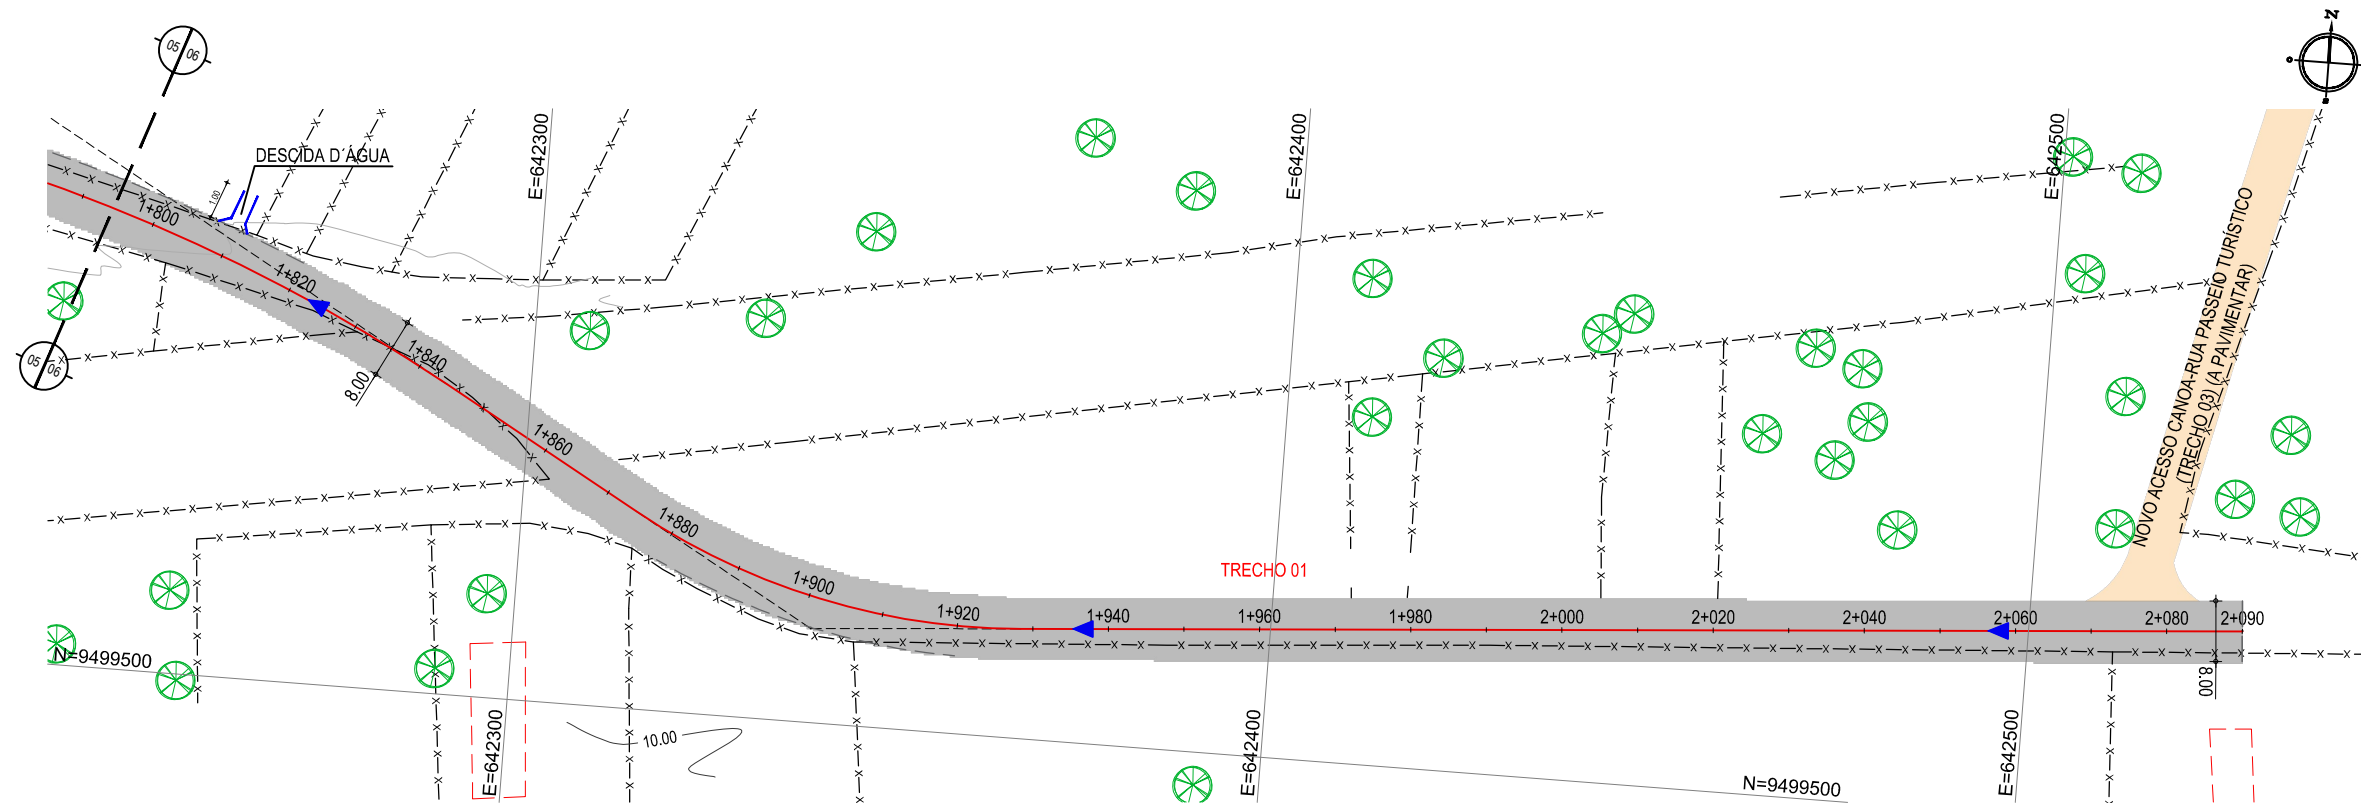 05 06
N
DESCIDA D´ÁGUA
1.00
E=642300
E=642400
E=642500
1+800
1+820
1+840
8.00
1+860
1+880
1+900
1+920
1+940
1+960
1+980
2+000
2+020
2+040
2+060
2+080
2+090
05 06
TRECHO 01
NOVO ACESSO CANOA-RUA PASSEIO TURÍSTICO
(TRECHO 03) (A PAVIMENTAR)
8.00
N=9499500
E=642300
10.00
E=642400
E=642500
N=9499500